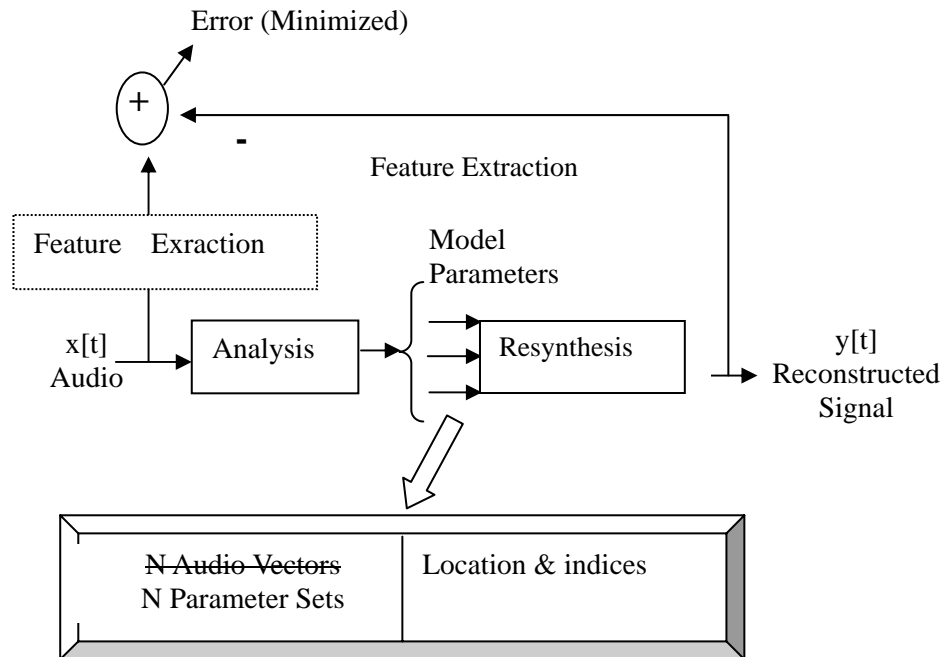 Error (Minimized)
+
-
Feature Extraction
Feature Exraction
Model
Parameters
x[t]
Audio
Analysis
Resynthesis
y[t]
Reconstructed
Signal
N Audio Vectors
N Parameter Sets
Location & indices